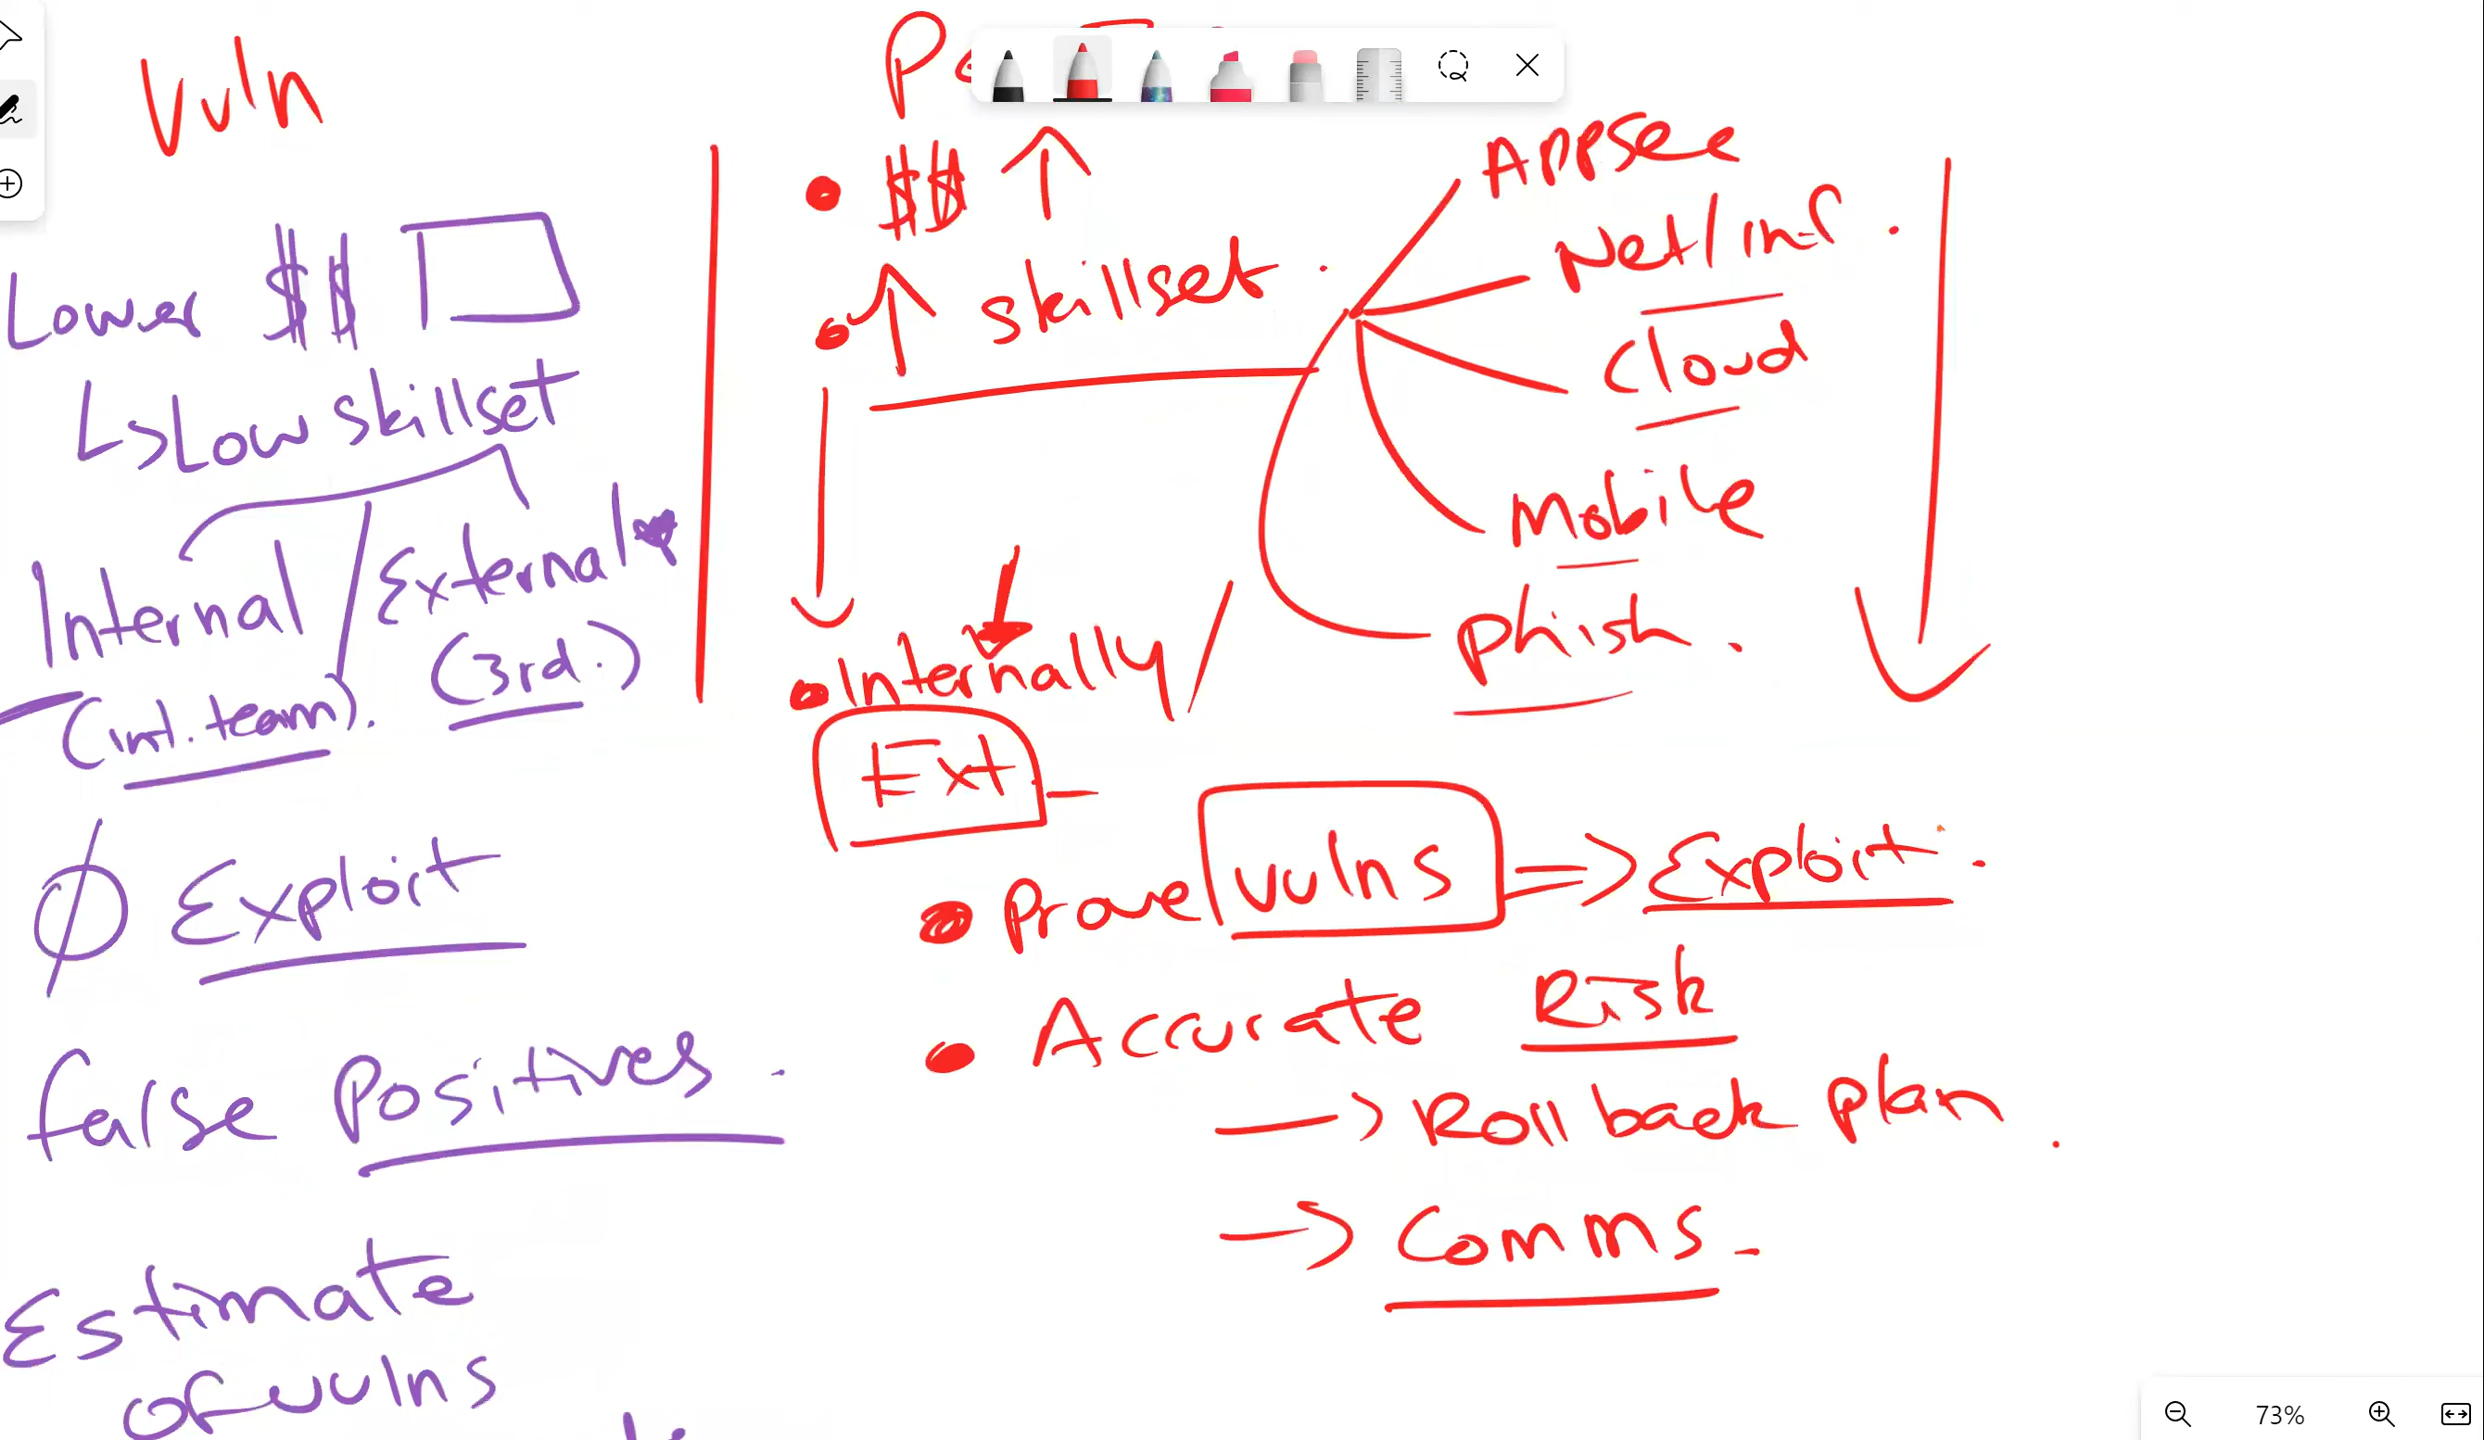 Vuln
Lower $$
Low skillset
Internal / External
(int. team). (3rd.)
Ø Exploit
False Positives.
Estimate
of vulns
$$ ↑
↑ skillset.
AppSec
Net/inf.
Cloud
Mobile
Phish.
Internally/
Ext -
Prove vulns => Exploit.
Accurate Risk
→ Roll back plan.
→ Comms.
73%